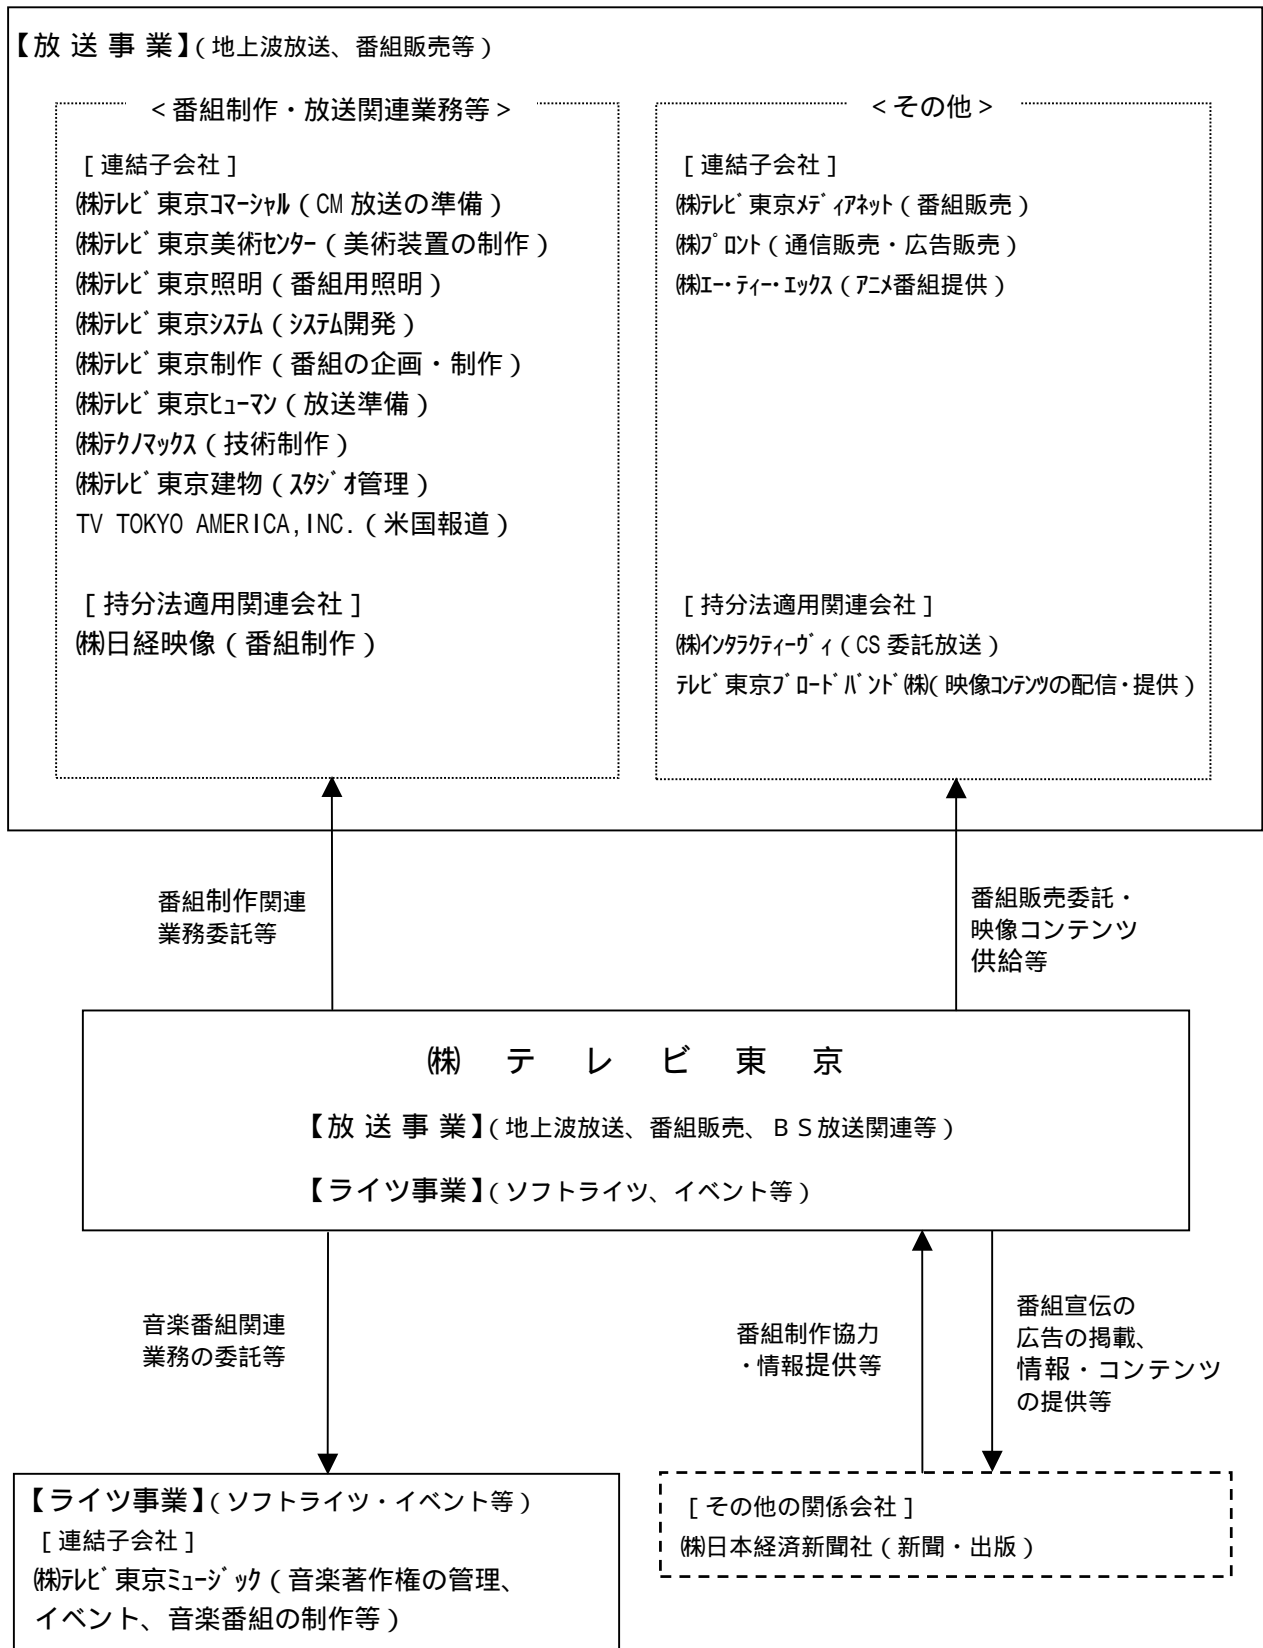 【放 送 事 業】(地上波放送、番組販売等)
<番組制作・放送関連業務等>
[連結子会社]
㈱ﾃﾚﾋﾞ東京ｺﾏｰｼｬﾙ(CM 放送の準備)
㈱ﾃﾚﾋﾞ東京美術ｾﾝﾀｰ(美術装置の制作)
㈱ﾃﾚﾋﾞ東京照明(番組用照明)
㈱ﾃﾚﾋﾞ東京ｼｽﾃﾑ(ｼｽﾃﾑ開発)
㈱ﾃﾚﾋﾞ東京制作(番組の企画・制作)
㈱ﾃﾚﾋﾞ東京ﾋｭｰﾏﾝ(放送準備)
㈱ﾃｸﾉﾏｯｸｽ(技術制作)
㈱ﾃﾚﾋﾞ東京建物(ｽﾀｼﾞｵ管理)
TV TOKYO AMERICA,INC.(米国報道)
[持分法適用関連会社]
㈱日経映像(番組制作)
<その他>
[連結子会社]
㈱ﾃﾚﾋﾞ東京ﾒﾃﾞｨｱﾈｯﾄ(番組販売)
㈱ﾌﾟﾛﾝﾄ(通信販売・広告販売)
㈱ｴｰ･ﾃｨｰ･ｴｯｸｽ(ｱﾆﾒ番組提供)
[持分法適用関連会社]
㈱ｲﾝﾀﾗｸﾃｨｰｳﾞｨ(CS 委託放送)
ﾃﾚﾋﾞ東京ﾌﾞﾛｰﾄﾞﾊﾞﾝﾄﾞ㈱(映像ｺﾝﾃﾝﾂの配信・提供)
番組制作関連
業務委託等
番組販売委託・
映像コンテンツ
供給等
㈱ テ レ ビ 東 京
【放 送 事 業】(地上波放送、番組販売、ＢＳ放送関連等)
【ライツ事業】(ソフトライツ、イベント等)
音楽番組関連
業務の委託等
番組制作協力
・情報提供等
番組宣伝の
広告の掲載、
情報・コンテンツ
の提供等
【ライツ事業】(ソフトライツ・イベント等)
[連結子会社]
㈱ﾃﾚﾋﾞ東京ﾐｭｰｼﾞｯｸ(音楽著作権の管理、
イベント、音楽番組の制作等)
[その他の関係会社]
㈱日本経済新聞社(新聞・出版)